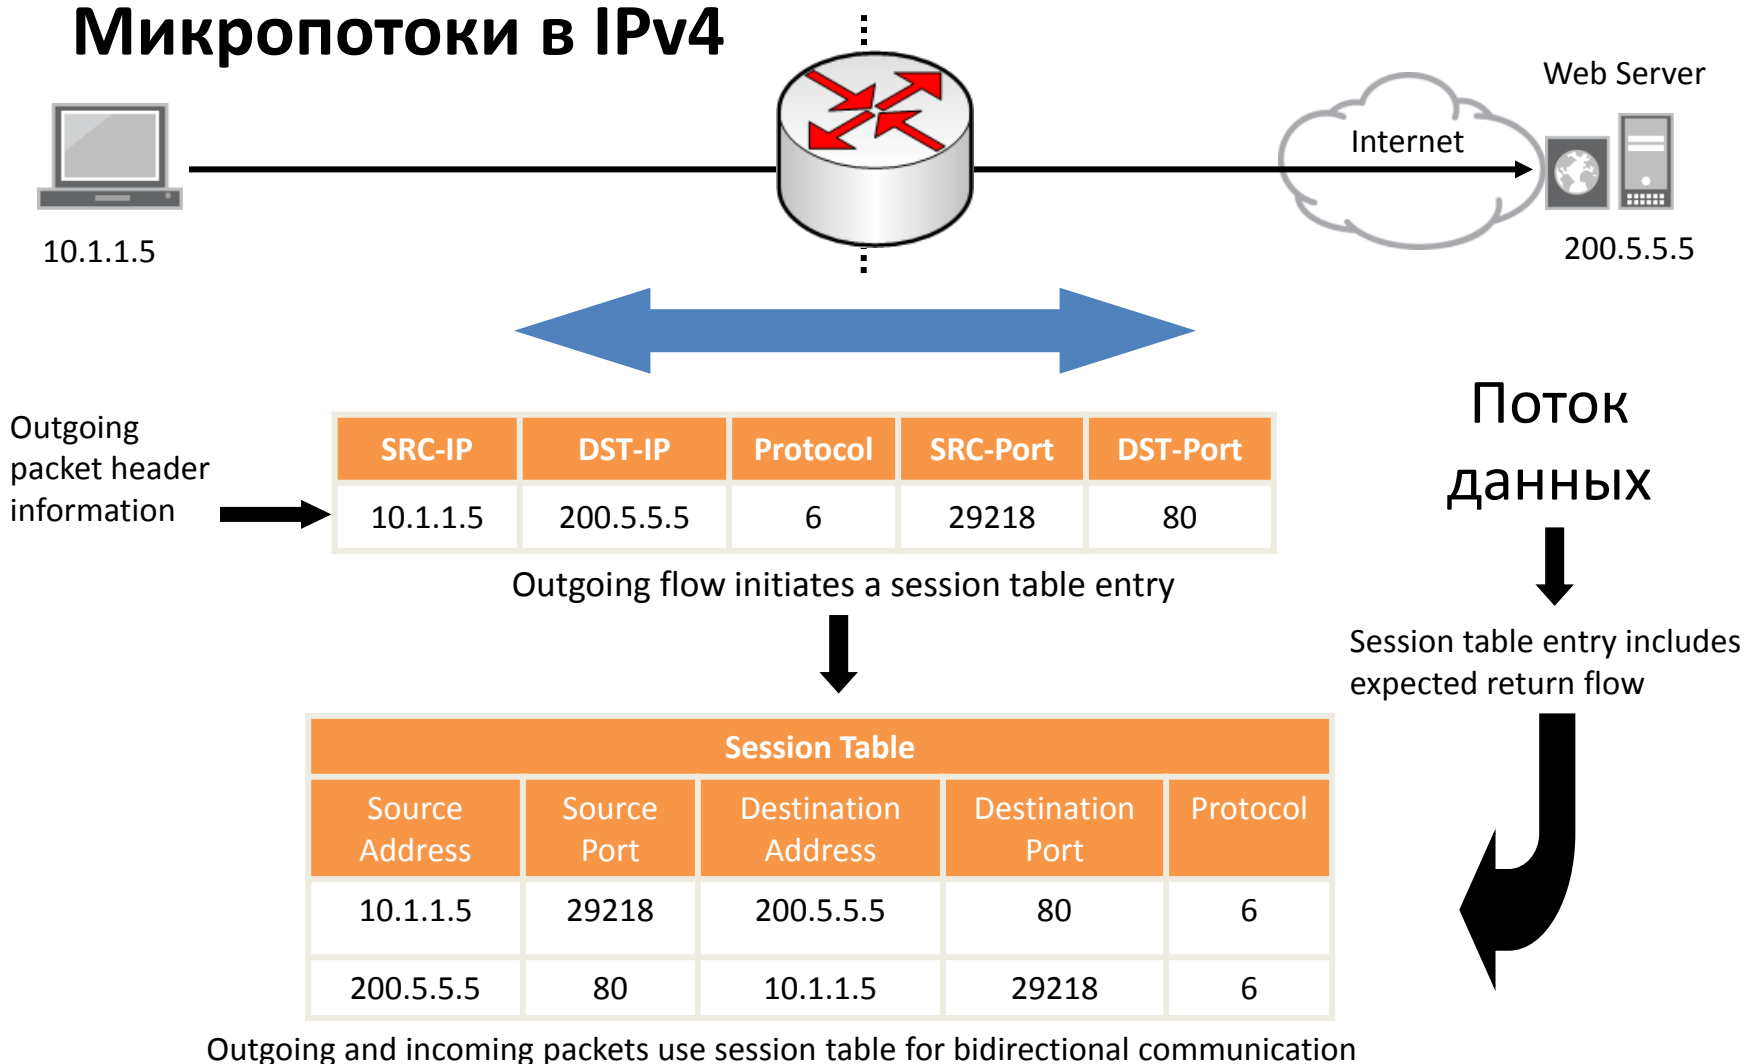 Микропотоки в IPv4
Web Server
Internet
10.1.1.5
200.5.5.5
Outgoing
packet header
information
SRC-IP DST-IP Protocol SRC-Port DST-Port
10.1.1.5 200.5.5.5 6 29218 80
Outgoing flow initiates a session table entry
Поток
данных
Session table entry includes
expected return flow
Session Table
Source Source Destination Destination Protocol
Address Port Address Port
10.1.1.5 29218 200.5.5.5 80 6
200.5.5.5 80 10.1.1.5 29218 6
Outgoing and incoming packets use session table for bidirectional communication